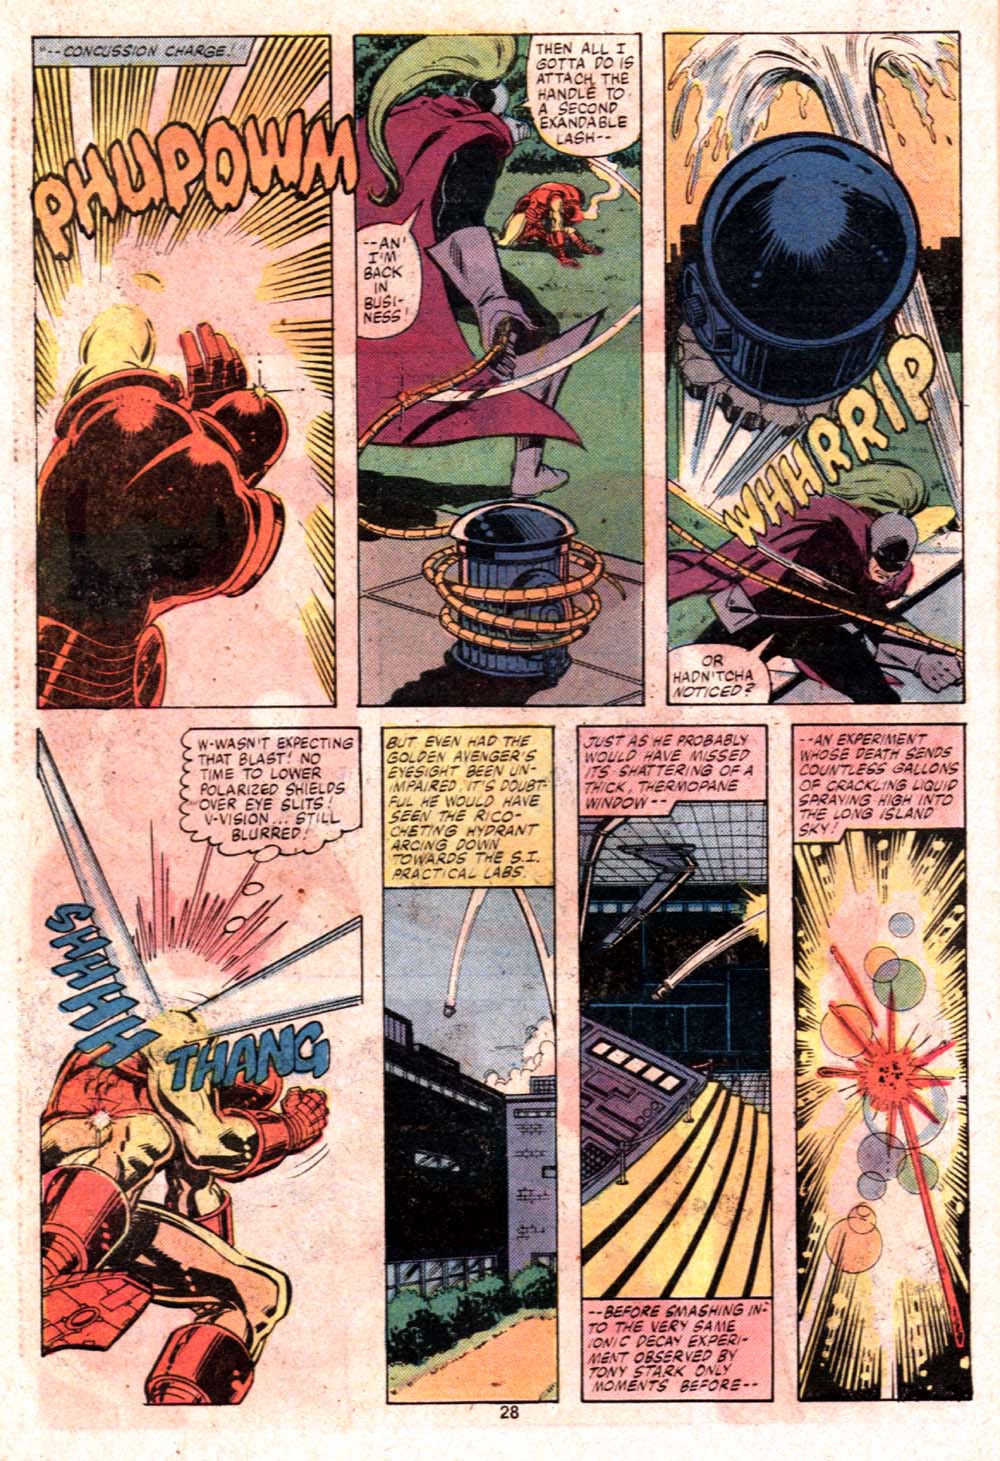 "--CONCUSSION CHARGE!"
PHUPOWM
THEN ALL I
GOTTA DO IS
ATTACH THE
HANDLE TO
A SECOND
EXANDABLE
LASH--
--AN'
I'M
BACK
IN
BUSI-
NESS!
WHHRRIIP
OR
HADN'TCHA
NOTICED?
W-WASN'T EXPECTING
THAT BLAST! NO
TIME TO LOWER
POLARIZED SHIELDS
OVER EYE SLITS!
V-VISION... STILL
BLURRED!
SHHHH
THANG
BUT EVEN HAD THE
GOLDEN AVENGER'S
EYESIGHT BEEN UN-
IMPAIRED, IT'S DOUBT-
FUL HE WOULD HAVE
SEEN THE RICO-
CHETING HYDRANT
ARCING DOWN
TOWARDS THE S.I.
PRACTICAL LABS.
JUST AS HE PROBABLY
WOULD HAVE MISSED
ITS SHATTERING OF A
THICK, THERMOPANE
WINDOW--
--BEFORE SMASHING IN-
TO THE VERY SAME
IONIC DECAY EXPERI-
MENT OBSERVED BY
TONY STARK ONLY
MOMENTS BEFORE--
--AN EXPERIMENT
WHOSE DEATH SENDS
COUNTLESS GALLONS
OF CRACKLING LIQUID
SPRAYING HIGH INTO
THE LONG ISLAND
SKY!
28